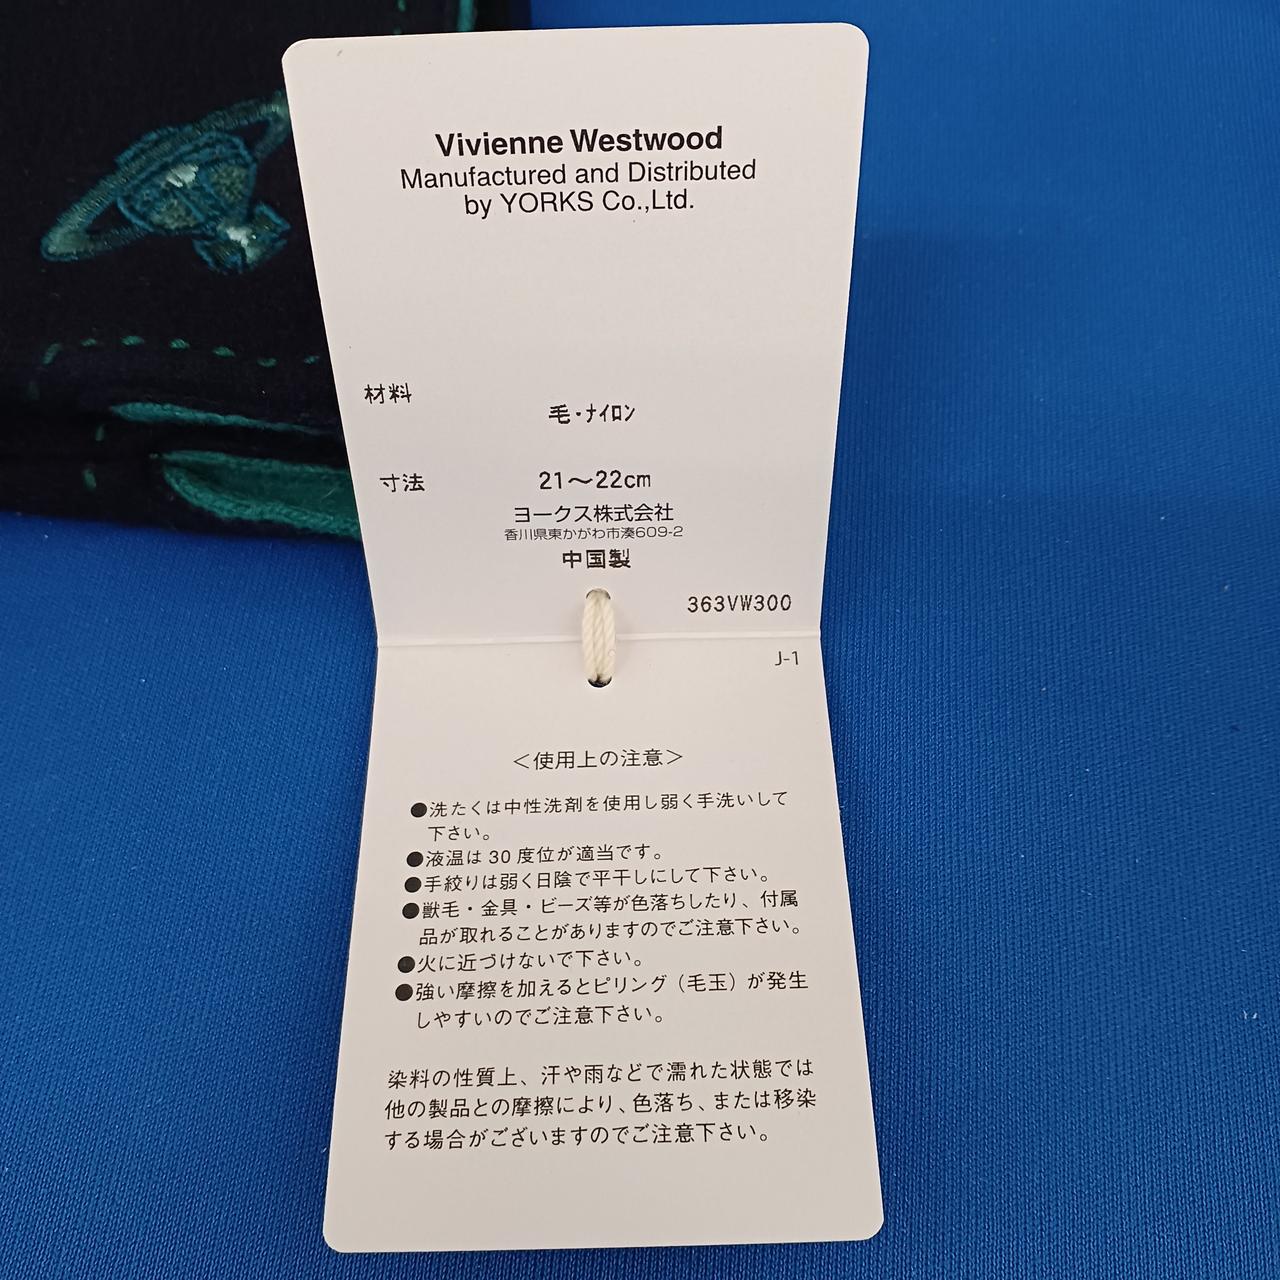 Vivienne Westwood
Manufactured and Distributed
by YORKS Co.,Ltd.
材料
毛・ナイロン
寸法 21～22cm
ヨークス株式会社
香川県東かがわ市湊609-2
中国製
363VW300
J-1
＜使用上の注意＞
●洗たくは中性洗剤を使用し弱く手洗いして
下さい。
●液温は 30 度位が適当です。
●手絞りは弱く日陰で平干しにして下さい。
●獣毛・金具・ビーズ等が色落ちしたり、付属
品が取れることがありますのでご注意下さい。
●火に近づけないで下さい。
●強い摩擦を加えるとピリング（毛玉）が発生
しやすいのでご注意下さい。
染料の性質上、汗や雨などで濡れた状態では
他の製品との摩擦により、色落ち、または移染
する場合がございますのでご注意下さい。